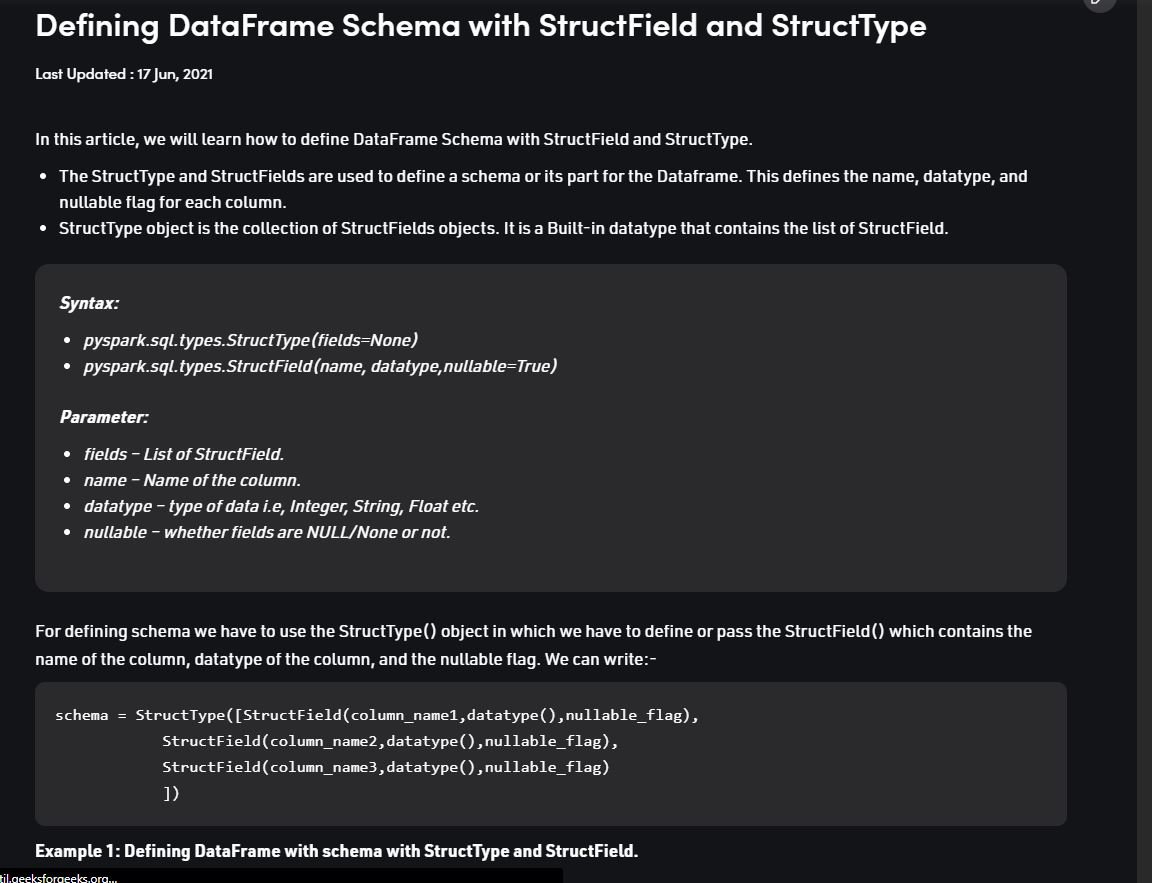 Defining DataFrame Schema with StructField and StructType
Last Updated : 17 Jun, 2021
In this article, we will learn how to define DataFrame Schema with StructField and StructType.
• The StructType and StructFields are used to define a schema or its part for the Dataframe. This defines the name, datatype, and
nullable flag for each column.
• StructType object is the collection of StructFields objects. It is a Built-in datatype that contains the list of StructField.
Syntax:
• pyspark.sql.types.StructType(fields=None)
• pyspark.sql.types.StructField(name, datatype,nullable=True)
Parameter:
• fields – List of StructField.
• name – Name of the column.
• datatype – type of data i.e, Integer, String, Float etc.
• nullable – whether fields are NULL/None or not.
For defining schema we have to use the StructType() object in which we have to define or pass the StructField() which contains the
name of the column, datatype of the column, and the nullable flag. We can write:-
schema = StructType([StructField(column_name1,datatype(),nullable_flag),
            StructField(column_name2,datatype(),nullable_flag),
            StructField(column_name3,datatype(),nullable_flag)
            ])
Example 1: Defining DataFrame with schema with StructType and StructField.
til.geeksforgeeks.org...